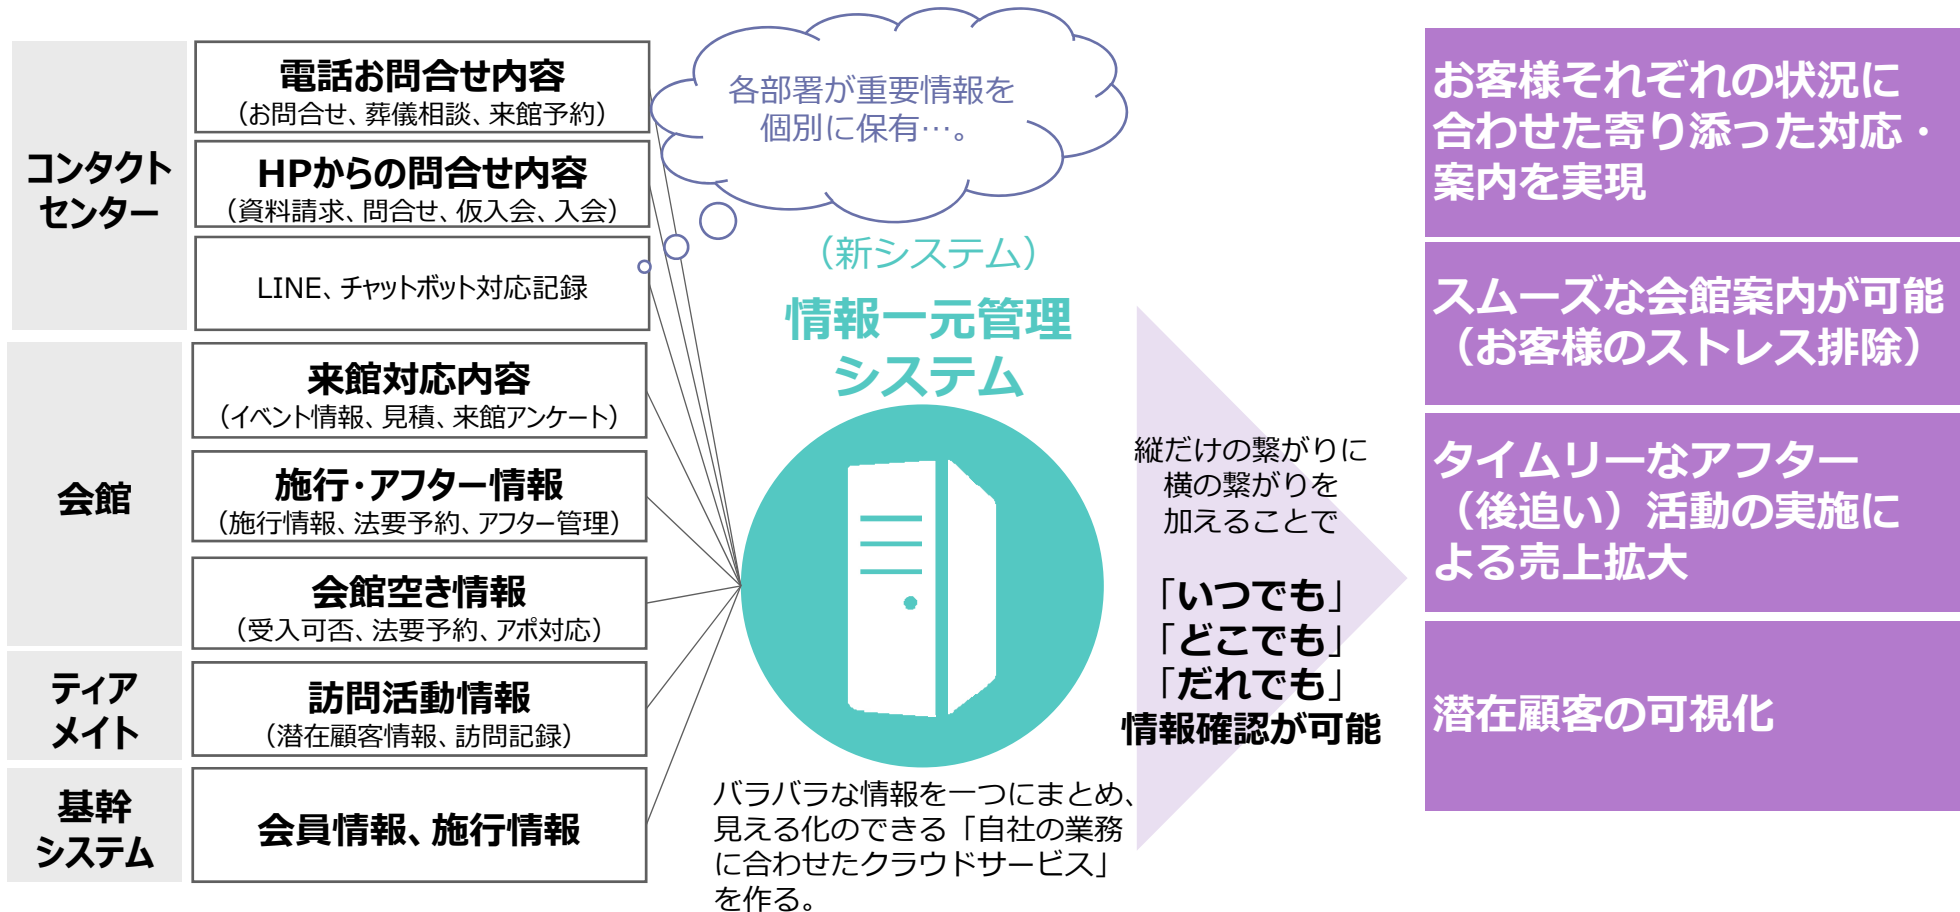 コンタクト
センター
電話お問合せ内容
（お問合せ、葬儀相談、来館予約）
HPからの問合せ内容
（資料請求、問合せ、仮入会、入会）
LINE、チャットボット対応記録
会館
来館対応内容
（イベント情報、見積、来館アンケート）
施行・アフター情報
（施行情報、法要予約、アフター管理）
会館空き情報
（受入可否、法要予約、アポ対応）
ティア
メイト
訪問活動情報
（潜在顧客情報、訪問記録）
基幹
システム
会員情報、施行情報
各部署が重要情報を
個別に保有…。
（新システム）
情報一元管理
システム
バラバラな情報を一つにまとめ、
見える化のできる「自社の業務
に合わせたクラウドサービス」
を作る。
縦だけの繋がりに
横の繋がりを
加えることで
「いつでも」
「どこでも」
「だれでも」
情報確認が可能
お客様それぞれの状況に
合わせた寄り添った対応・
案内を実現
スムーズな会館案内が可能
（お客様のストレス排除）
タイムリーなアフター
（後追い）活動の実施に
よる売上拡大
潜在顧客の可視化